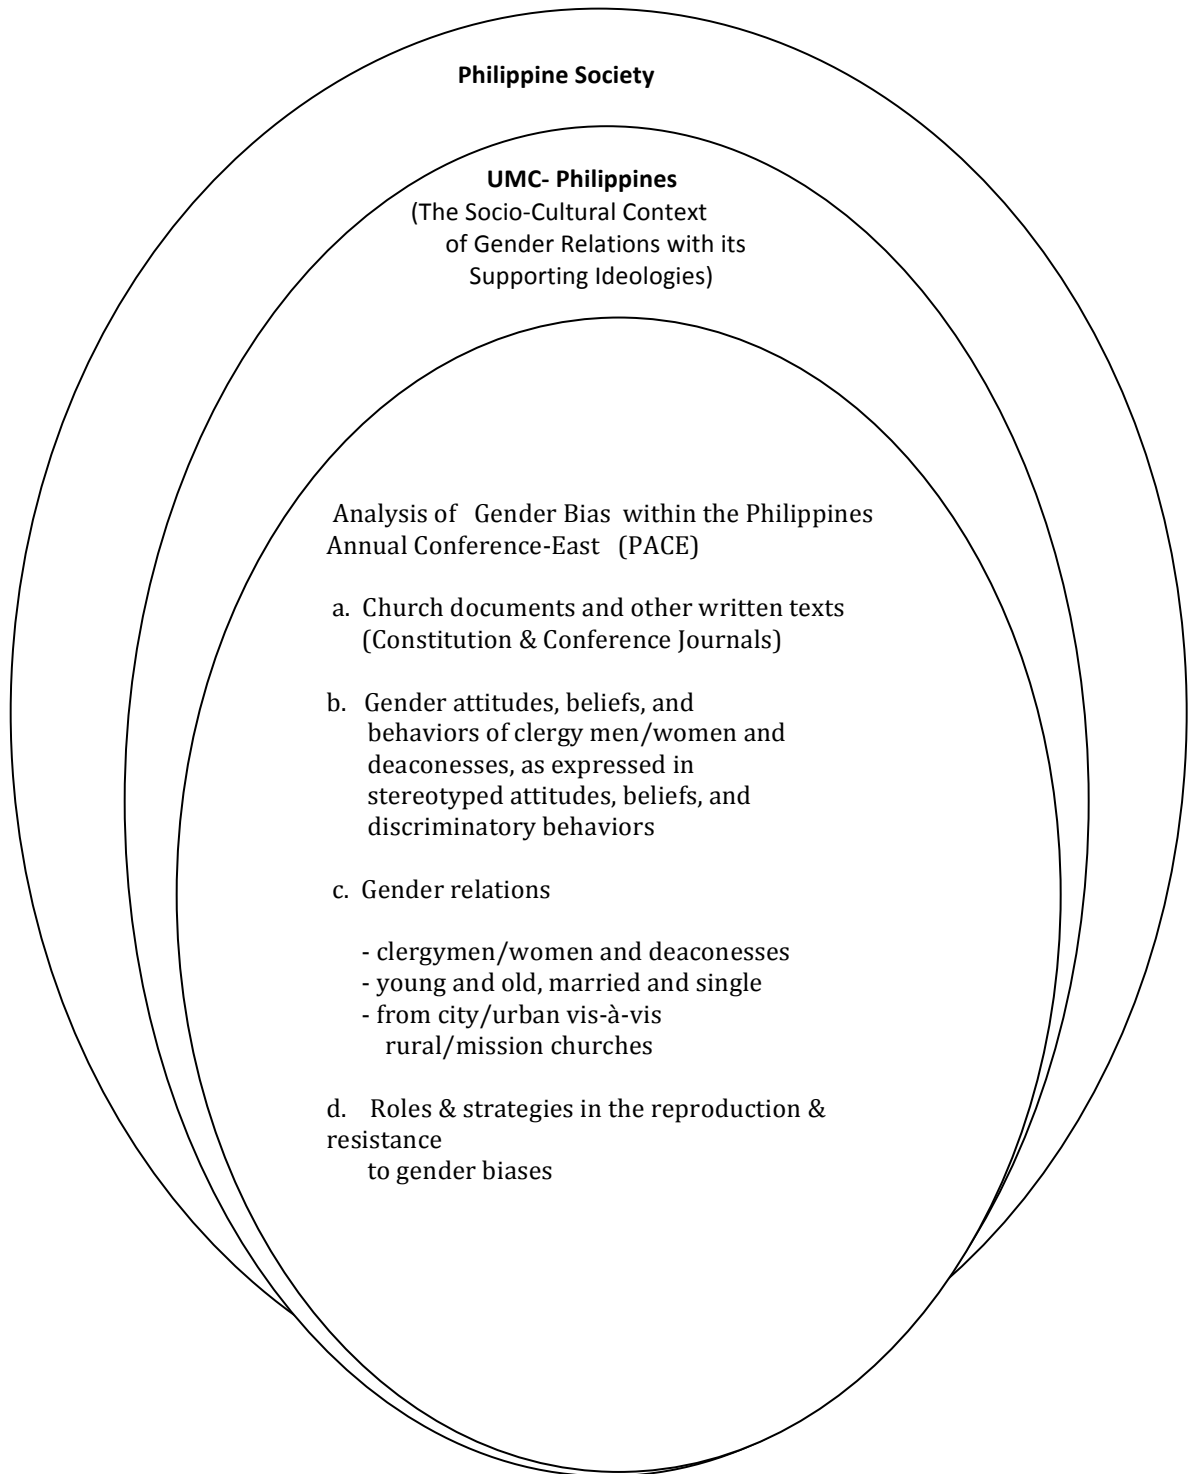 Philippine Society
UMC- Philippines
(The Socio-Cultural Context
of Gender Relations with its
Supporting Ideologies)
Analysis of Gender Bias within the Philippines
Annual Conference-East (PACE)
a. Church documents and other written texts
(Constitution & Conference Journals)
b. Gender attitudes, beliefs, and
behaviors of clergy men/women and
deaconesses, as expressed in
stereotyped attitudes, beliefs, and
discriminatory behaviors
c. Gender relations
- clergymen/women and deaconesses
- young and old, married and single
- from city/urban vis-à-vis
rural/mission churches
d. Roles & strategies in the reproduction &
resistance
to gender biases